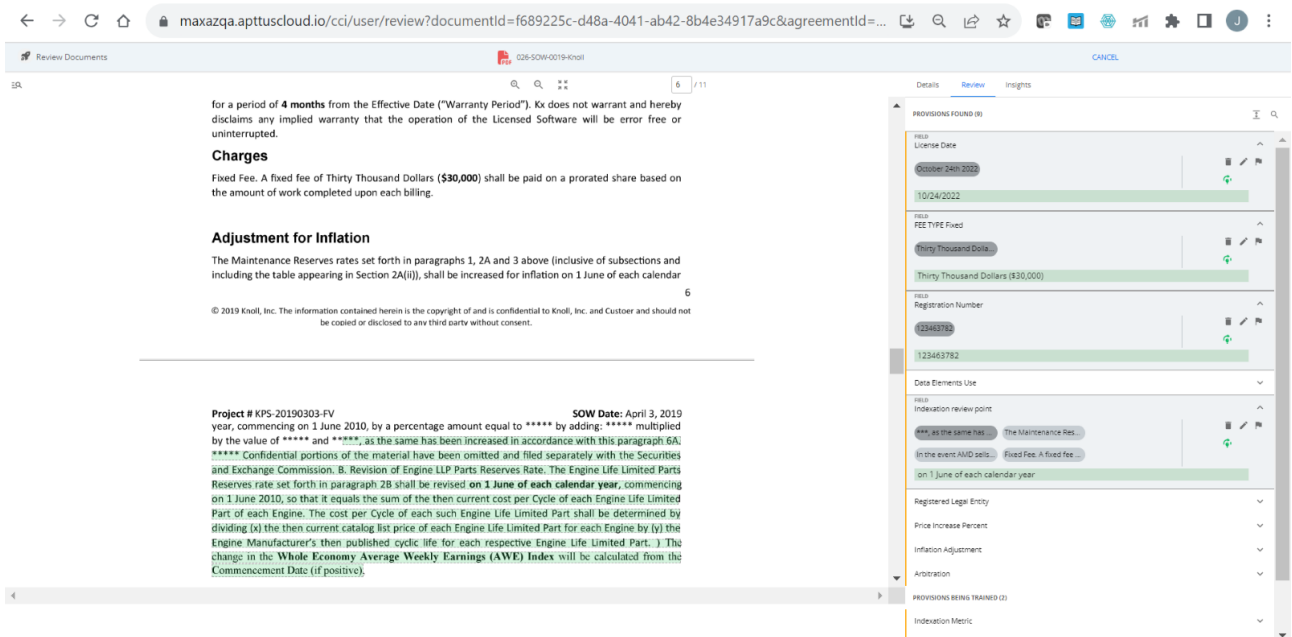 maxazqa.apttuscloud.io/cci/user/review?documentId=f689225c-d48a-4041-ab42-8b4e34917a9c&agreementId=...
J
Review Documents
026-SOW-0019-Knoll
CANCEL
6 / 11
for a period of 4 months from the Effective Date ("Warranty Period"). Kx does not warrant and hereby
disclaims any implied warranty that the operation of the Licensed Software will be error free or
uninterrupted.
Charges
Fixed Fee. A fixed fee of Thirty Thousand Dollars ($30,000) shall be paid on a prorated share based on
the amount of work completed upon each billing.
Adjustment for Inflation
The Maintenance Reserves rates set forth in paragraphs 1, 2A and 3 above (inclusive of subsections and
including the table appearing in Section 2A(ii)), shall be increased for inflation on 1 June of each calendar
6
© 2019 Knoll, Inc. The information contained herein is the copyright of and is confidential to Knoll, Inc. and Custoer and should not
be copied or disclosed to any third party without consent.
Project # KPS-20190303-FV SOW Date: April 3, 2019
year, commencing on 1 June 2010, by a percentage amount equal to ***** by adding: ***** multiplied
by the value of ***** and *****, as the same has been increased in accordance with this paragraph 6A.
***** Confidential portions of the material have been omitted and filed separately with the Securities
and Exchange Commission. B. Revision of Engine LLP Parts Reserves Rate. The Engine Life Limited Parts
Reserves rate set forth in paragraph 2B shall be revised on 1 June of each calendar year, commencing
on 1 June 2010, so that it equals the sum of the then current cost per Cycle of each Engine Life Limited
Part of each Engine. The cost per Cycle of each such Engine Life Limited Part shall be determined by
dividing (x) the then current catalog list price of each Engine Life Limited Part for each Engine by (y) the
Engine Manufacturer's then published cyclic life for each respective Engine Life Limited Part. } The
change in the Whole Economy Average Weekly Earnings (AWE) Index will be calculated from the
Commencement Date (if positive).
Details Review Insights
PROVISIONS FOUND (9)
FIELD
License Date
October 24th 2022
10/24/2022
FIELD
FEE TYPE Fixed
Thirty Thousand Dolla...
Thirty Thousand Dollars ($30,000)
FIELD
Registration Number
123463782
123463782
Data Elements Use
FIELD
Indexation review point
***, as the same has ... The Maintenance Res...
In the event AMD sells... Fixed Fee. A fixed fee ...
on 1 June of each calendar year
Registered Legal Entity
Price Increase Percent
Inflation Adjustment
Arbitration
PROVISIONS BEING TRAINED (2)
Indexation Metric